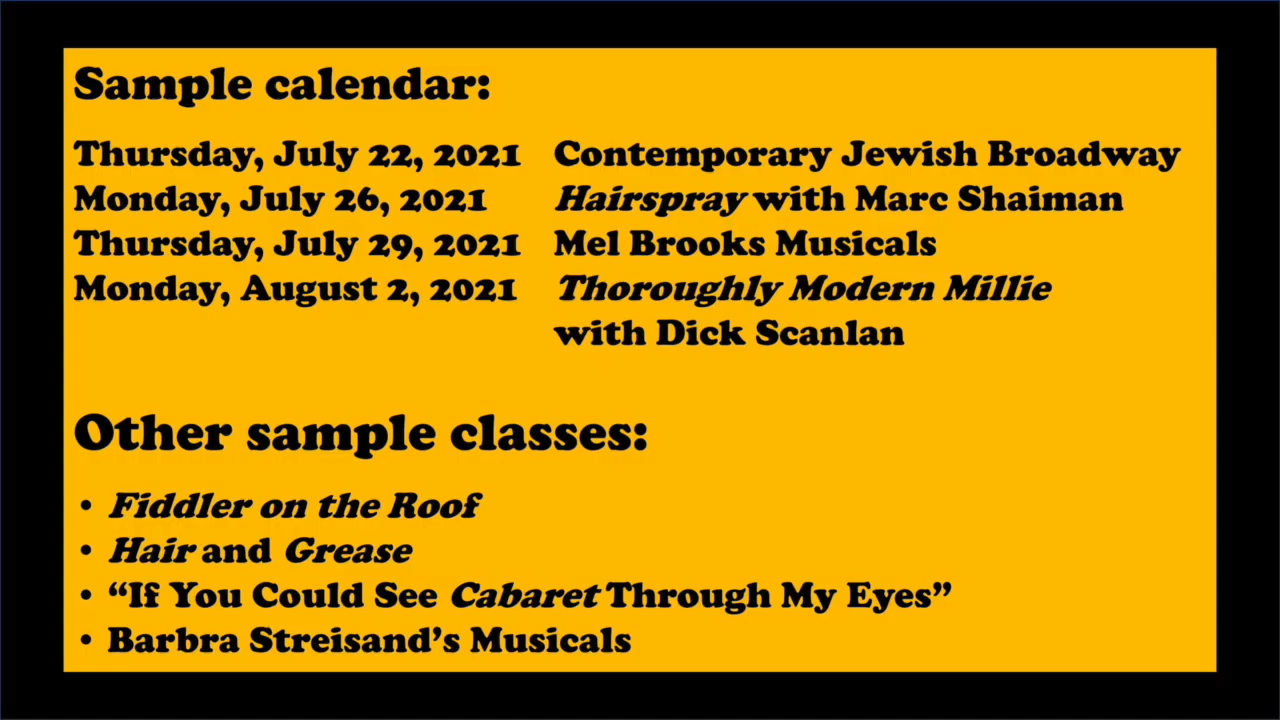 Sample calendar:
Thursday, July 22, 2021 Contemporary Jewish Broadway
Monday, July 26, 2021 Hairspray with Marc Shaiman
Thursday, July 29, 2021 Mel Brooks Musicals
Monday, August 2, 2021 Thoroughly Modern Millie
with Dick Scanlan
Other sample classes:
• Fiddler on the Roof
• Hair and Grease
• “If You Could See Cabaret Through My Eyes”
• Barbra Streisand’s Musicals